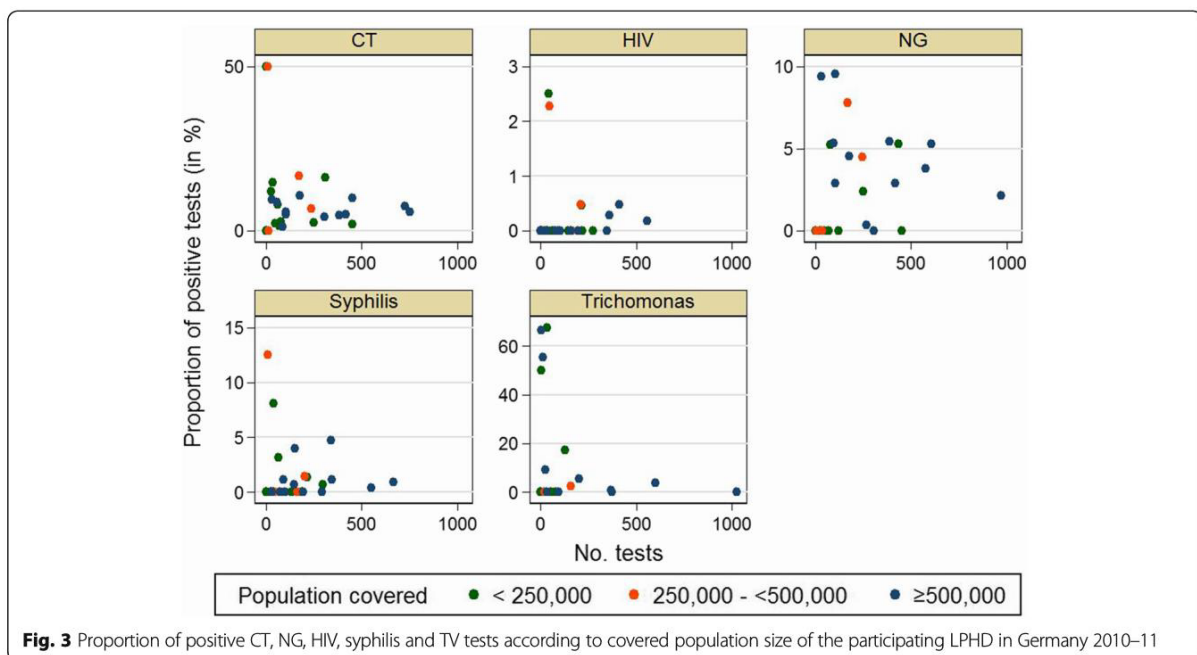 CT
HIV
NG
50
0
0 500 1000
3
2
1
0
0 500 1000
10
5
0
0 500 1000
Syphilis
Trichomonas
15
10
5
0
0 500 1000
60
40
20
0
0 500 1000
Proportion of positive tests (in %)
No. tests
Population covered < 250,000 250,000 - <500,000 ≥500,000
Fig. 3 Proportion of positive CT, NG, HIV, syphilis and TV tests according to covered population size of the participating LPHD in Germany 2010–11